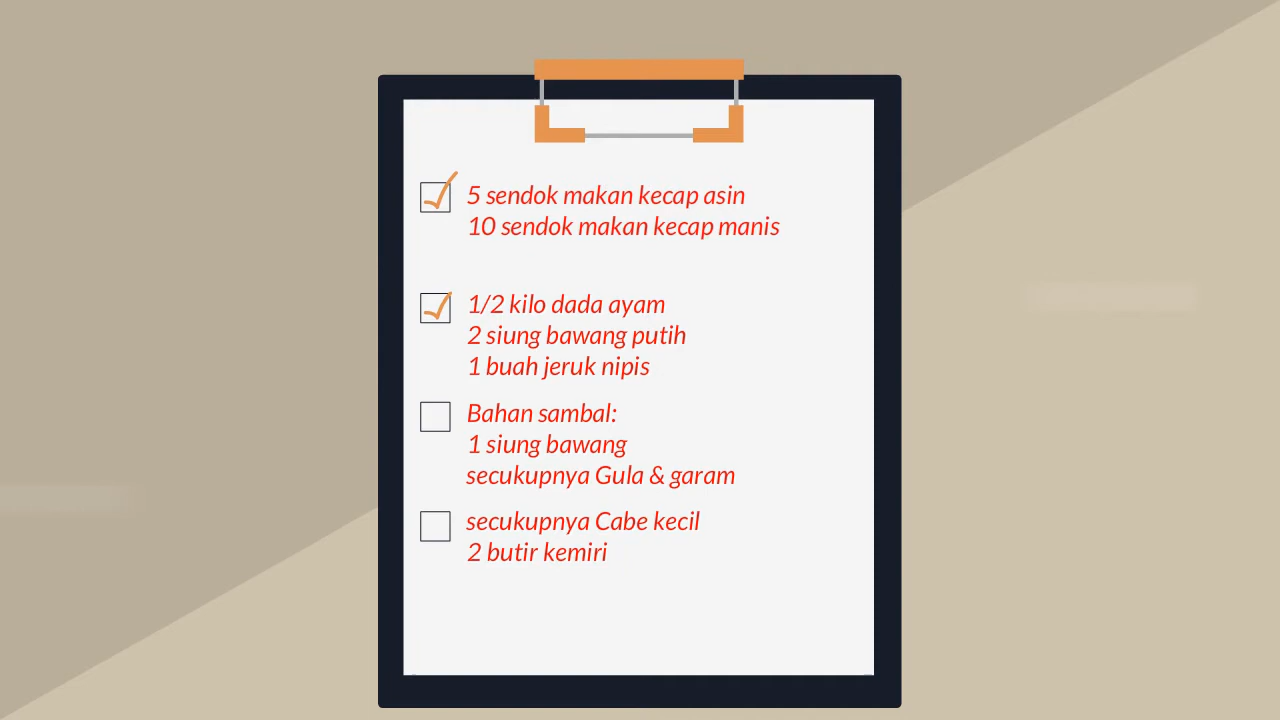 5 sendok makan kecap asin
10 sendok makan kecap manis
1/2 kilo dada ayam
2 siung bawang putih
1 buah jeruk nipis
Bahan sambal:
1 siung bawang
secukupnya Gula & garam
secukupnya Cabe kecil
2 butir kemiri